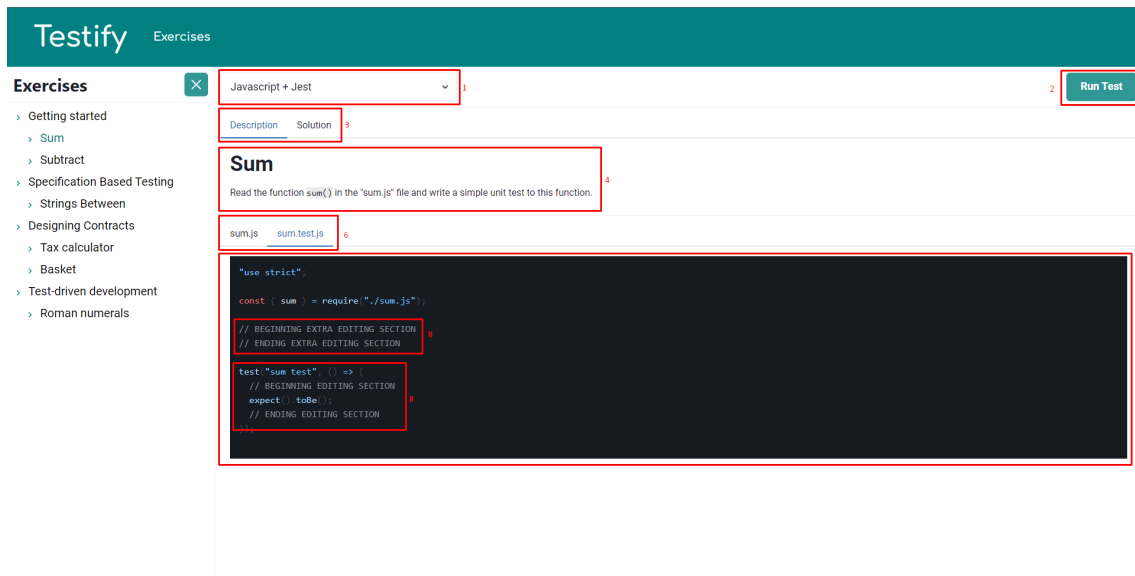 Testify Exercises
Exercises
Getting started
Sum
Subtract
Specification Based Testing
Strings Between
Designing Contracts
Tax calculator
Basket
Test-driven development
Roman numerals
Javascript + Jest 1
2 Run Test
Description Solution 3
Sum
Read the function sum() in the "sum.js" file and write a simple unit test to this function. 4
sum.js sum.test.js 6
"use strict";
const { sum } = require("./sum.js");
// BEGINNING EXTRA EDITING SECTION
// ENDING EXTRA EDITING SECTION
test("sum test", () => {
// BEGINNING EDITING SECTION
expect().toBe();
// ENDING EDITING SECTION
});